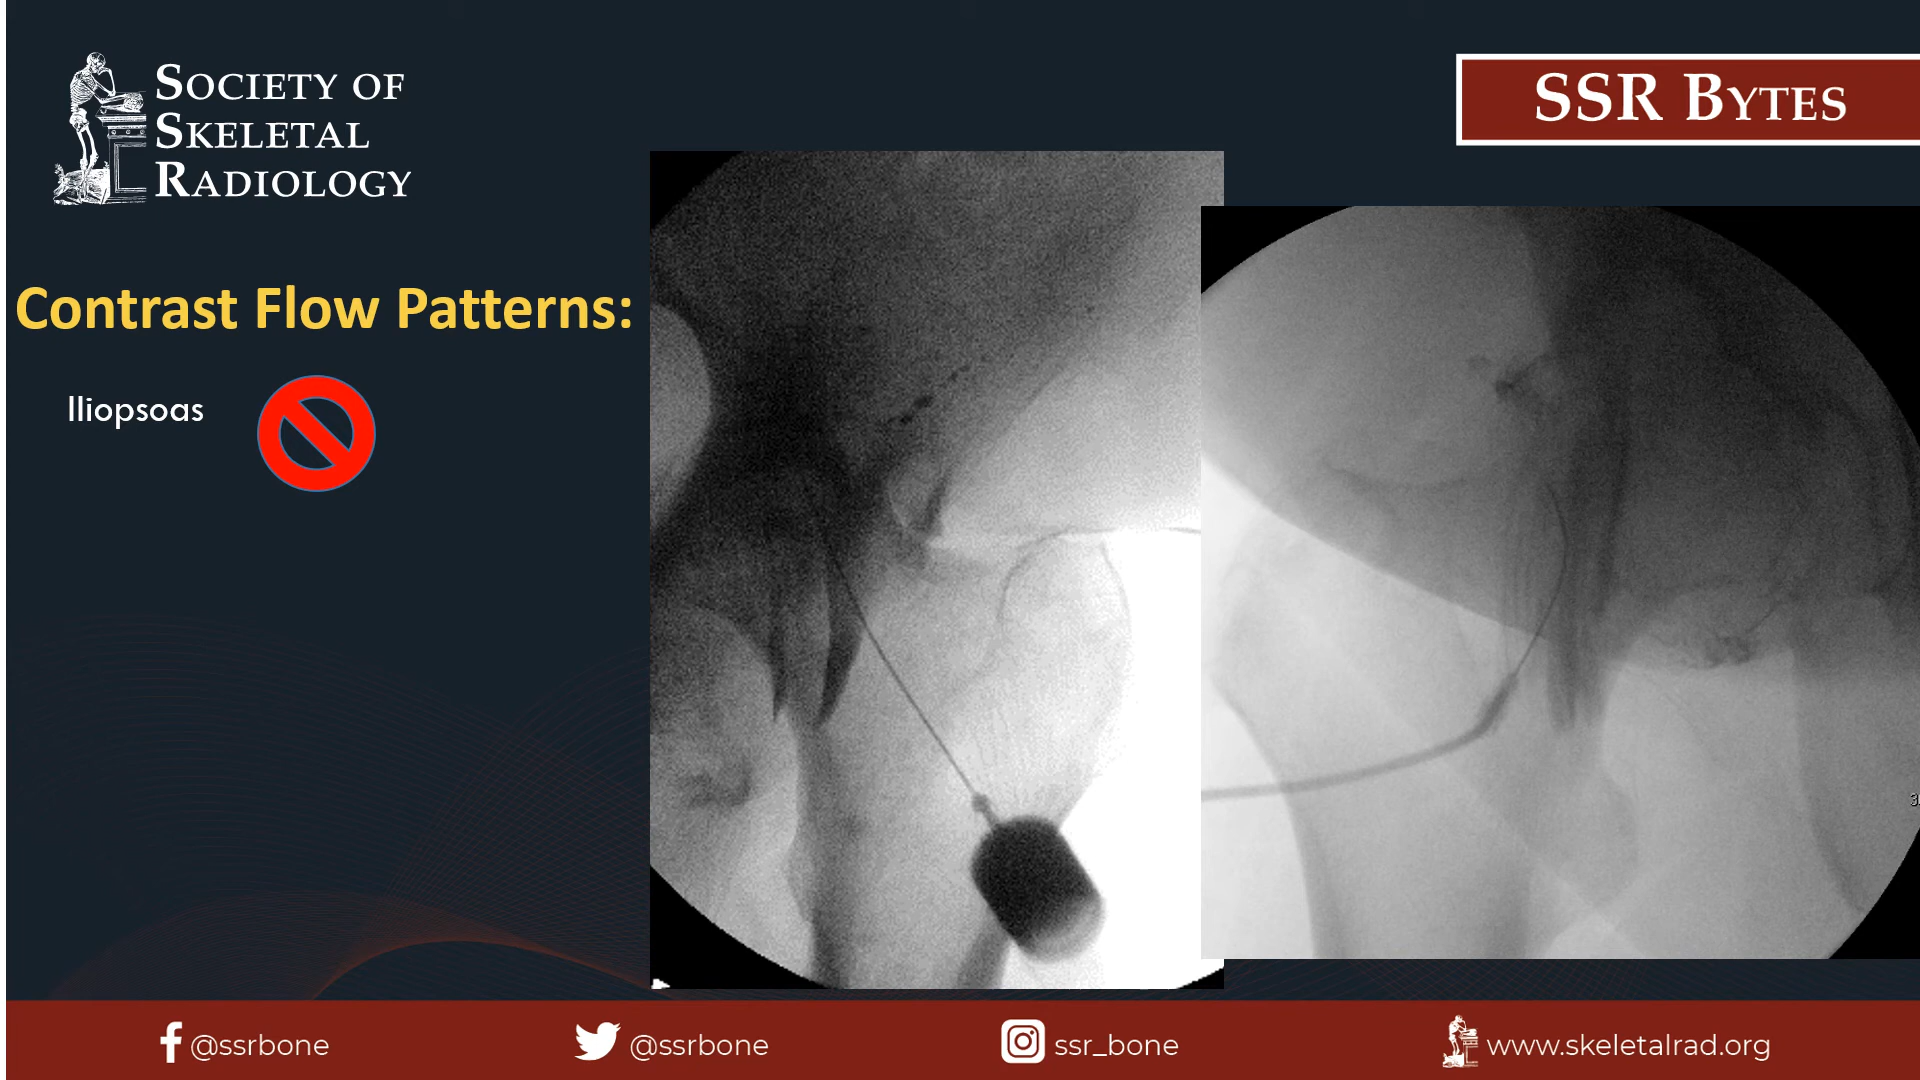 SOCIETY OF
SKELETAL
RADIOLOGY
SSR BYTES
Contrast Flow Patterns:
Iliopsoas
@ssrbone
@ssrbone
ssr_bone
www.skeletalrad.org